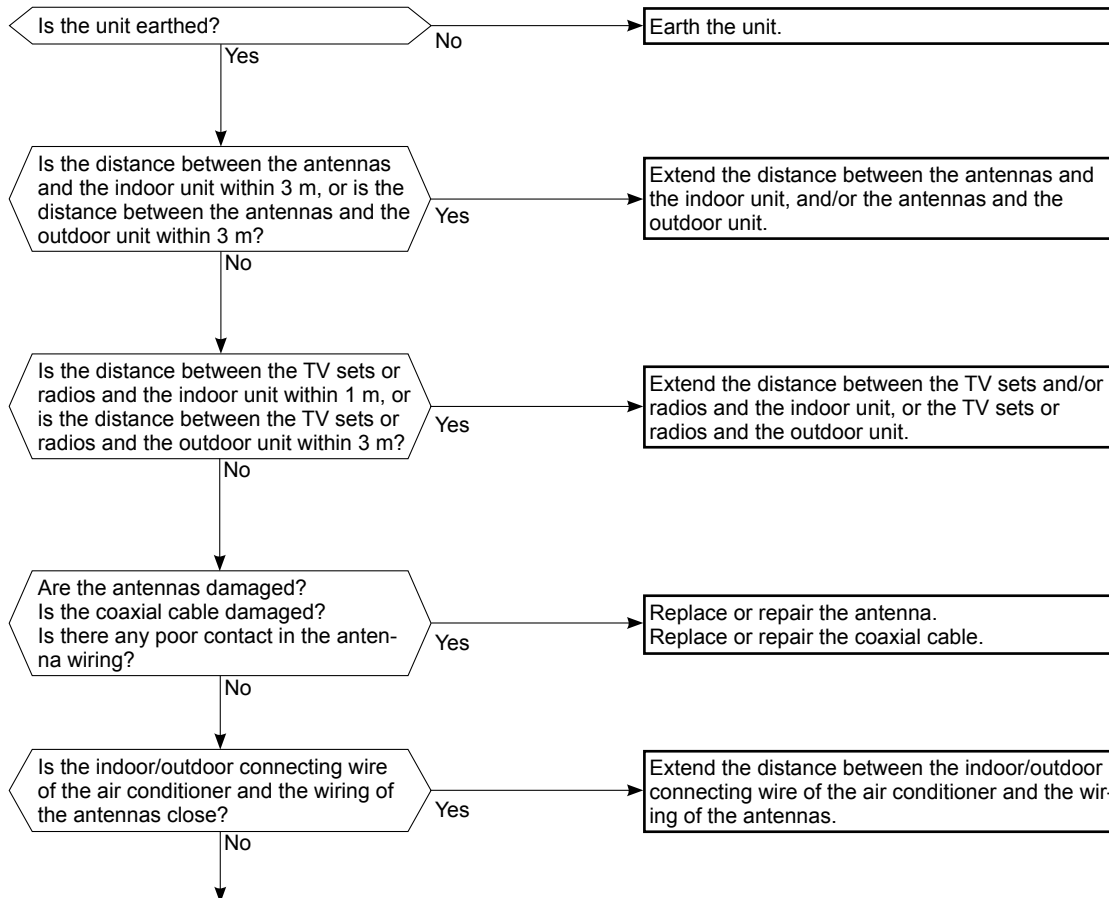 Is the unit earthed?
No
Earth the unit.
Yes
Is the distance between the antennas
and the indoor unit within 3 m, or is the
distance between the antennas and the
outdoor unit within 3 m?
Yes
Extend the distance between the antennas and
the indoor unit, and/or the antennas and the
outdoor unit.
No
Is the distance between the TV sets or
radios and the indoor unit within 1 m, or
is the distance between the TV sets or
radios and the outdoor unit within 3 m?
Yes
Extend the distance between the TV sets and/or
radios and the indoor unit, or the TV sets or
radios and the outdoor unit.
No
Are the antennas damaged?
Is the coaxial cable damaged?
Is there any poor contact in the anten-
na wiring?
Yes
Replace or repair the antenna.
Replace or repair the coaxial cable.
No
Is the indoor/outdoor connecting wire
of the air conditioner and the wiring of
the antennas close?
Yes
Extend the distance between the indoor/outdoor
connecting wire of the air conditioner and the wir-
ing of the antennas.
No